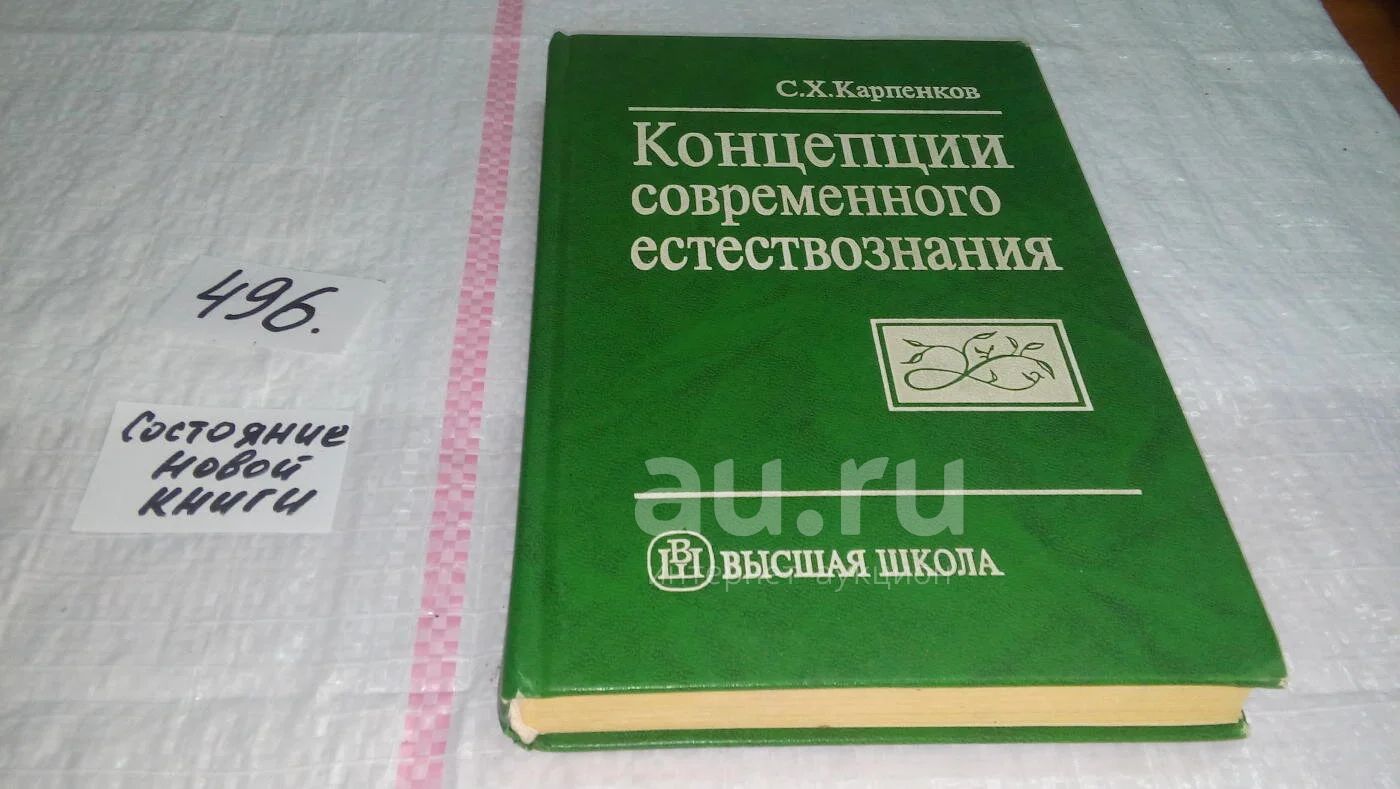 С.Х.Карпенков
Концепции
современного
естествознания
au.ru
интернет-аукцион
ВШ ВЫСШАЯ ШКОЛА
496.
Состояние
новой
книги